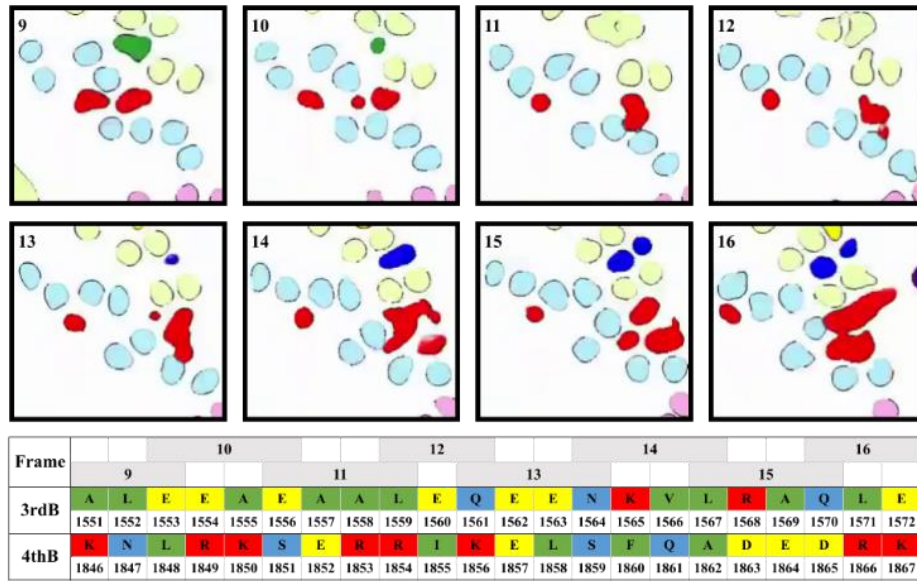 9 10 11 12
13 14 15 16
Frame 10 12 14 16
9 11 13 15
3rdB A L E E A E A A L E Q E E N K V L R A Q L E
1551 1552 1553 1554 1555 1556 1557 1558 1559 1560 1561 1562 1563 1564 1565 1566 1567 1568 1569 1570 1571 1572
4thB K N L R K S E R R I K E L S F Q A D E D R K
1846 1847 1848 1849 1850 1851 1852 1853 1854 1855 1856 1857 1858 1859 1860 1861 1862 1863 1864 1865 1866 1867